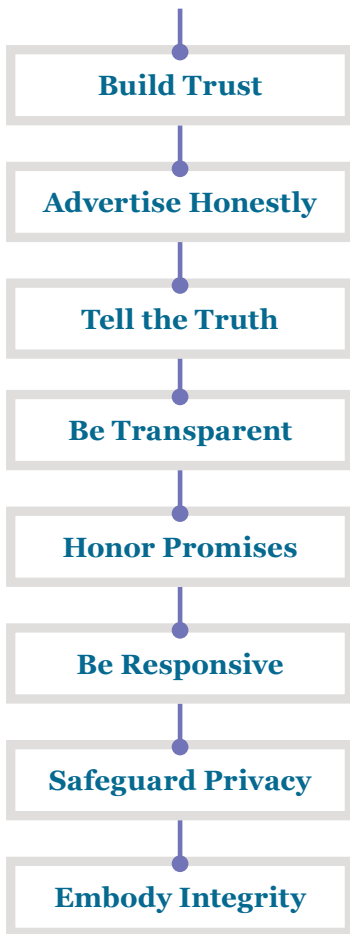 Build Trust
Advertise Honestly
Tell the Truth
Be Transparent
Honor Promises
Be Responsive
Safeguard Privacy
Embody Integrity